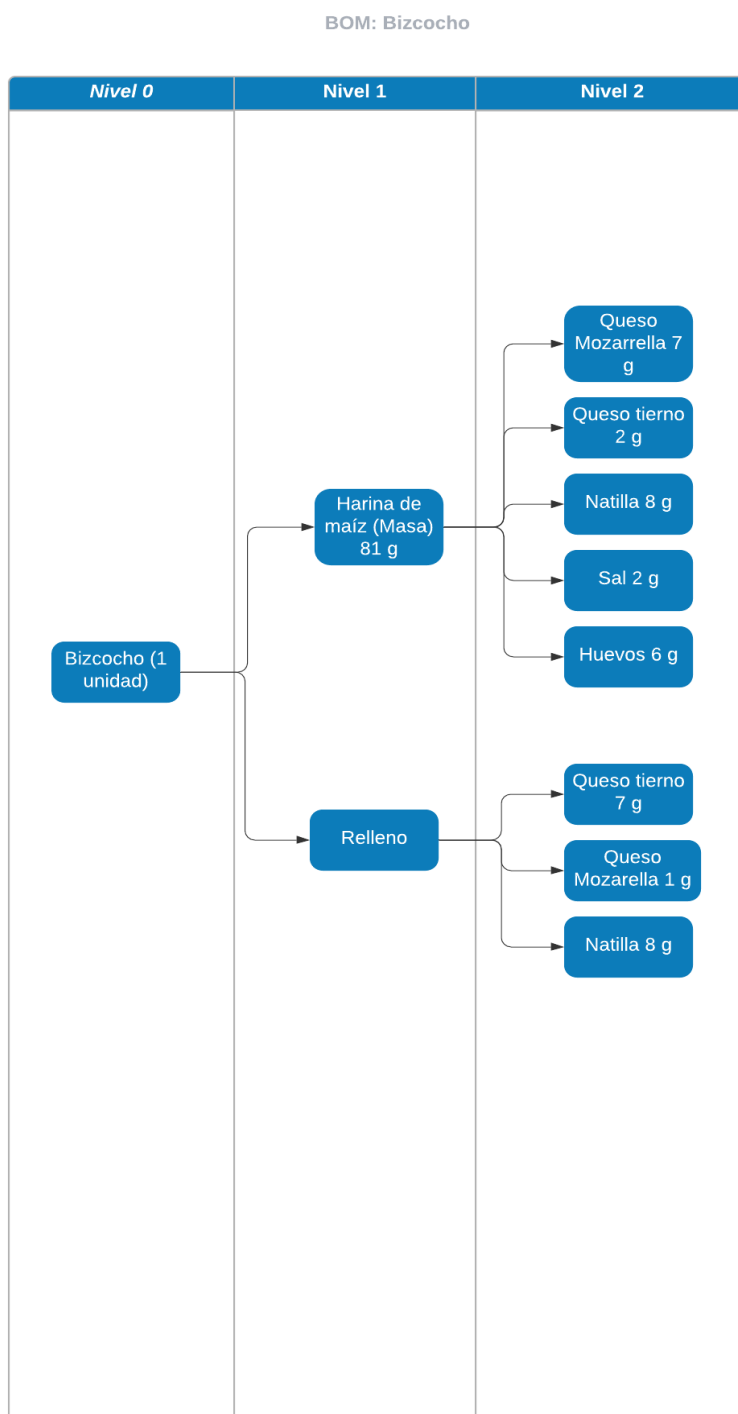 BOM: Bizcocho
Nivel 0
Nivel 1
Nivel 2
Queso
Mozarrella 7
g
Queso tierno
2 g
Natilla 8 g
Harina de
maíz (Masa)
81 g
Sal 2 g
Huevos 6 g
Bizcocho (1
unidad)
Queso tierno
7 g
Relleno
Queso
Mozarella 1 g
Natilla 8 g